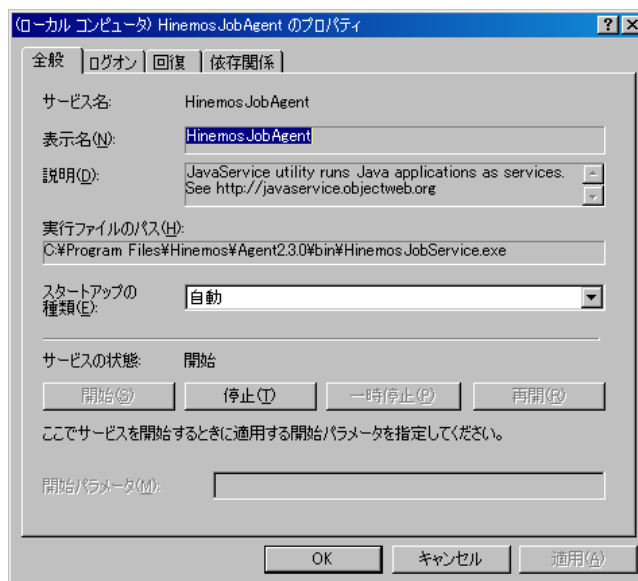 (ローカル コンピュータ) HinemosJobAgent のプロパティ
全般 ログオン 回復 依存関係
サービス名: HinemosJobAgent
表示名(N): HinemosJobAgent
説明(D): JavaService utility runs Java applications as services.
See http://javaservice.objectweb.org
実行ファイルのパス(H):
C:¥Program Files¥Hinemos¥Agent2.3.0¥bin¥HinemosJobService.exe
スタートアップの
種類(E): 自動
サービスの状態: 開始
開始(S) 停止(T) 一時停止(P) 再開(R)
ここでサービスを開始するときに適用する開始パラメータを指定してください。
開始パラメータ(M):
OK キャンセル 適用(A)